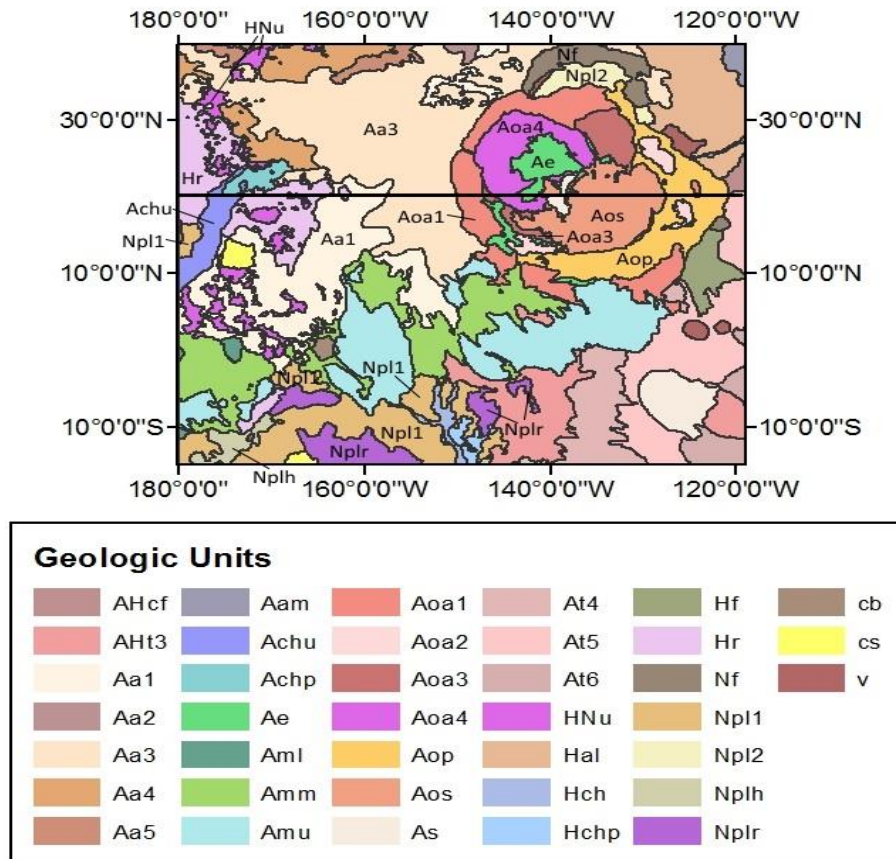 180°0'0" 160°0'0"W 140°0'0"W 120°0'0"W
HNu
Nf
Npl2
30°0'0"N 30°0'0"N
Aa3
Aoa4
Ae
Hr
Achu
Aoa1
Aos
Aa1
Aoa3
Npl1
Aop
10°0'0"N 10°0'0"N
Npl1
Npl2
10°0'0"S 10°0'0"S
Npl1
Nplr
Nplr
Nplh
180°0'0" 160°0'0"W 140°0'0"W 120°0'0"W
Geologic Units
AHcf Aam Aoa1 At4 Hf cb
AHt3 Achu Aoa2 At5 Hr cs
Aa1 Achp Aoa3 At6 Nf v
Aa2 Ae Aoa4 HNu Npl1
Aa3 Aml Aop Hal Npl2
Aa4 Amm Aos Hch Nplh
Aa5 Amu As Hchp Nplr